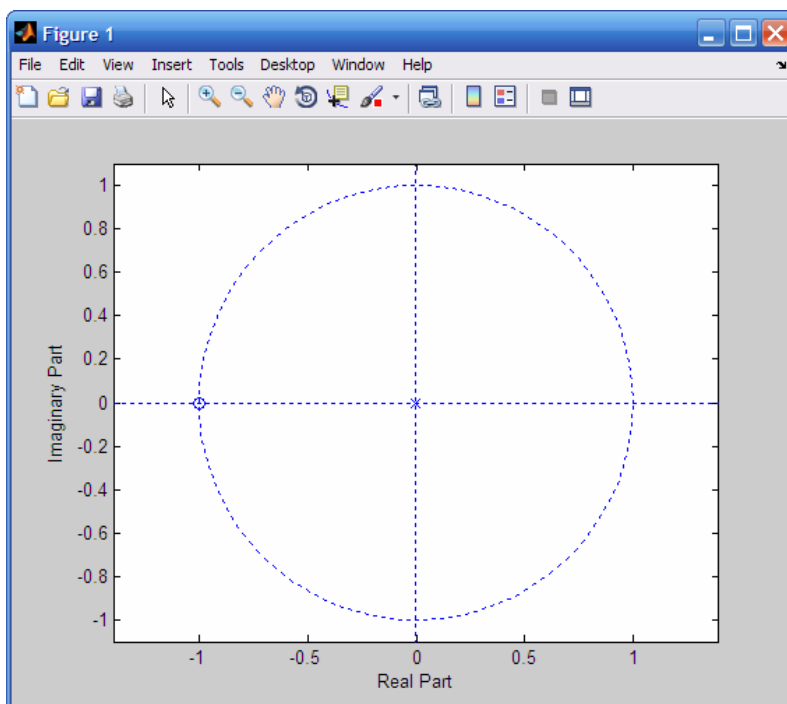 Figure 1
File Edit View Insert Tools Desktop Window Help
1
0.8
0.6
0.4
0.2
0
-0.2
-0.4
-0.6
-0.8
-1
Imaginary Part
-1 -0.5 0 0.5 1
Real Part